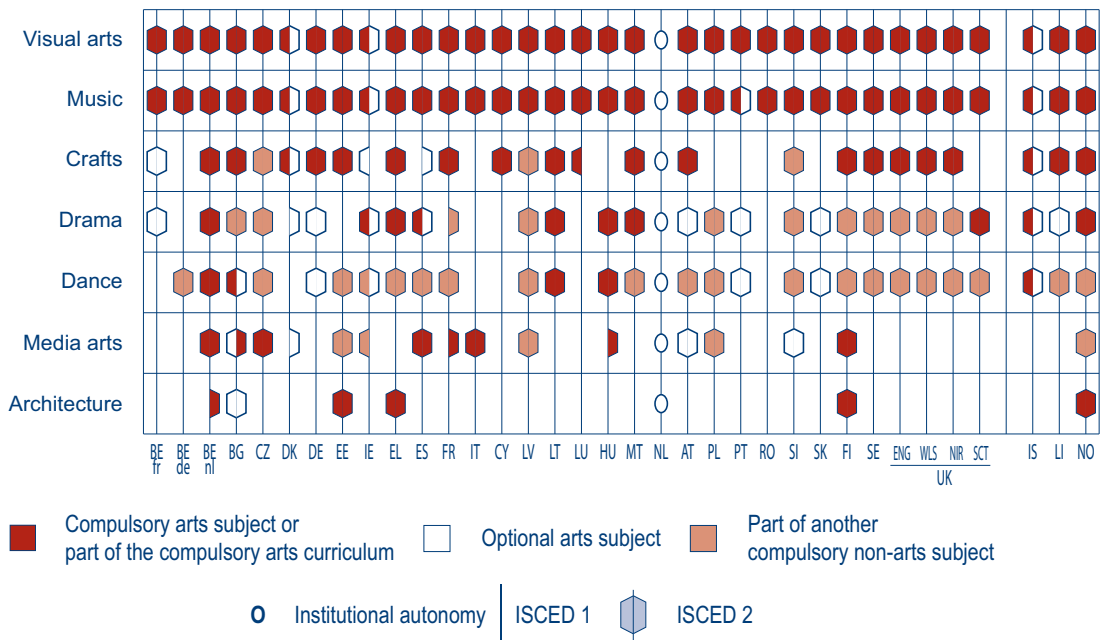 Visual arts
Music
Crafts
Drama
Dance
Media arts
Architecture
BE fr BE de BE nl BG CZ DK DE EE IE EL ES FR IT CY LV LT LU HU MT NL AT PL PT RO SI SK FI SE ENG WLS NIR SCT IS LI NO
UK
Compulsory arts subject or
part of the compulsory arts curriculum
Optional arts subject
Part of another
compulsory non-arts subject
O Institutional autonomy ISCED 1 ISCED 2